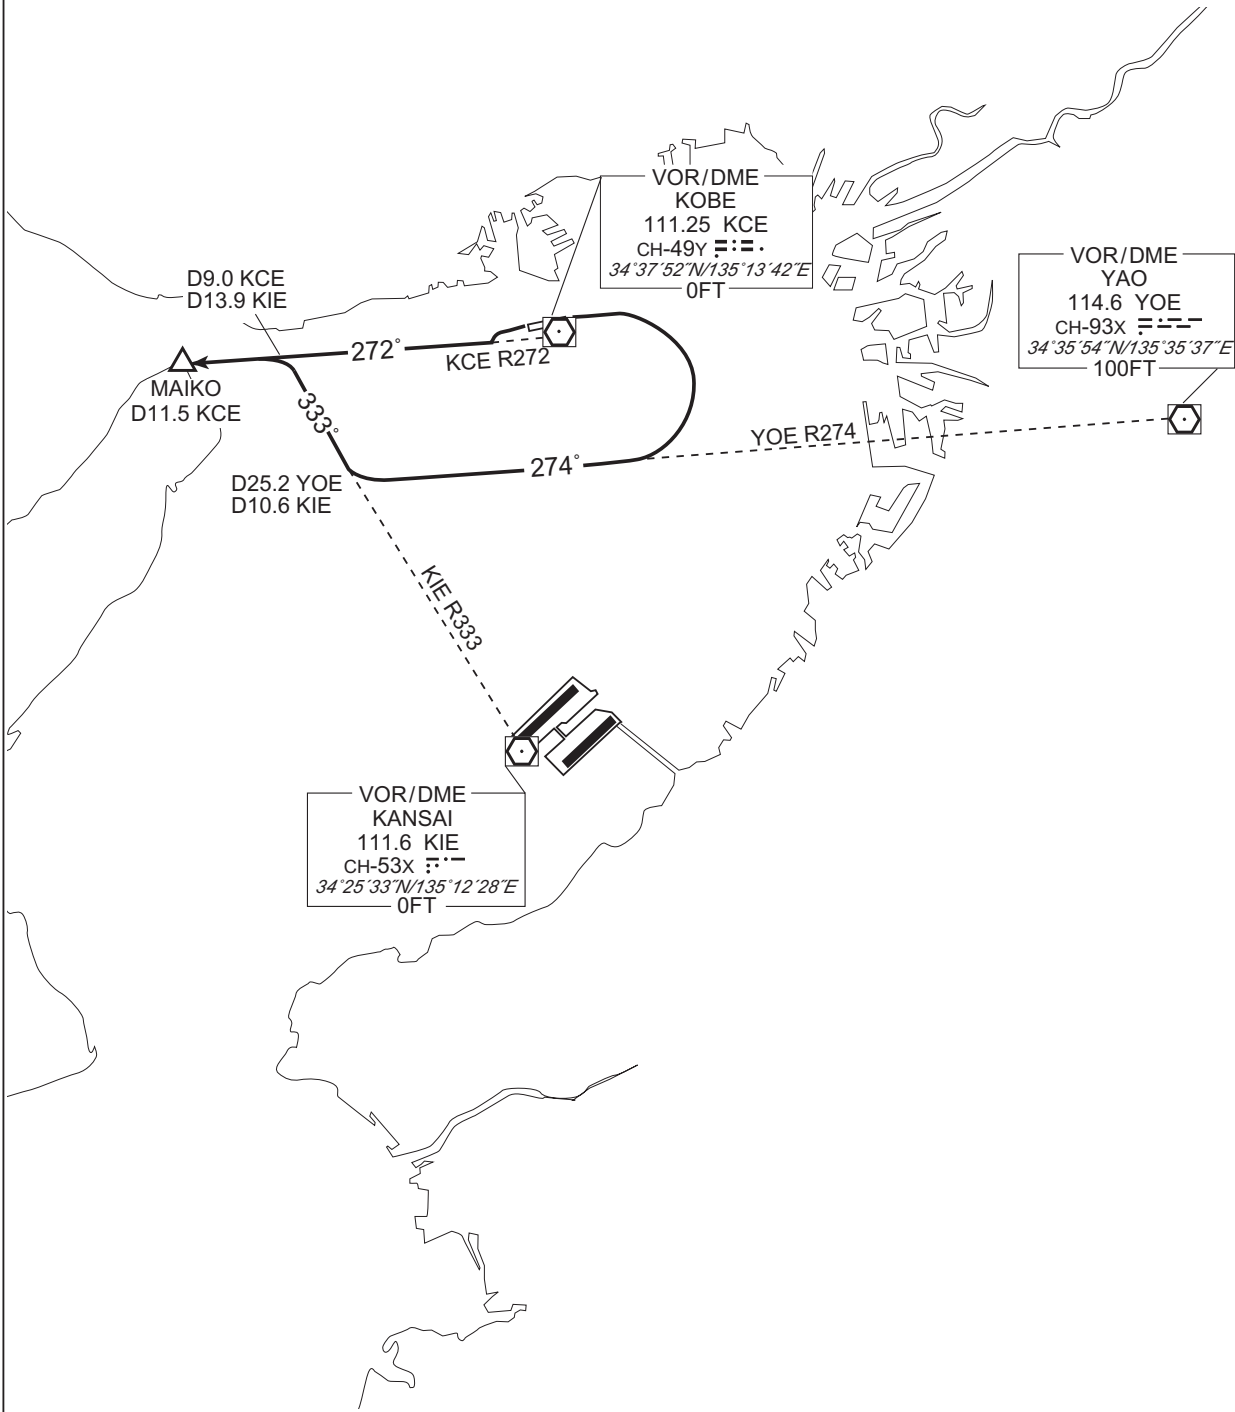 VOR/DME
KOBE
111.25 KCE
CH-49Y
34°37′52″N/135°13′42″E
0FT
VOR/DME
YAO
114.6 YOE
CH-93X
34°35′54″N/135°35′37″E
100FT
D9.0 KCE
D13.9 KIE
272°
KCE R272
MAIKO
D11.5 KCE
333°
YOE R274
274°
D25.2 YOE
D10.6 KIE
KIE R333
VOR/DME
KANSAI
111.6 KIE
CH-53X
34°25′33″N/135°12′28″E
0FT